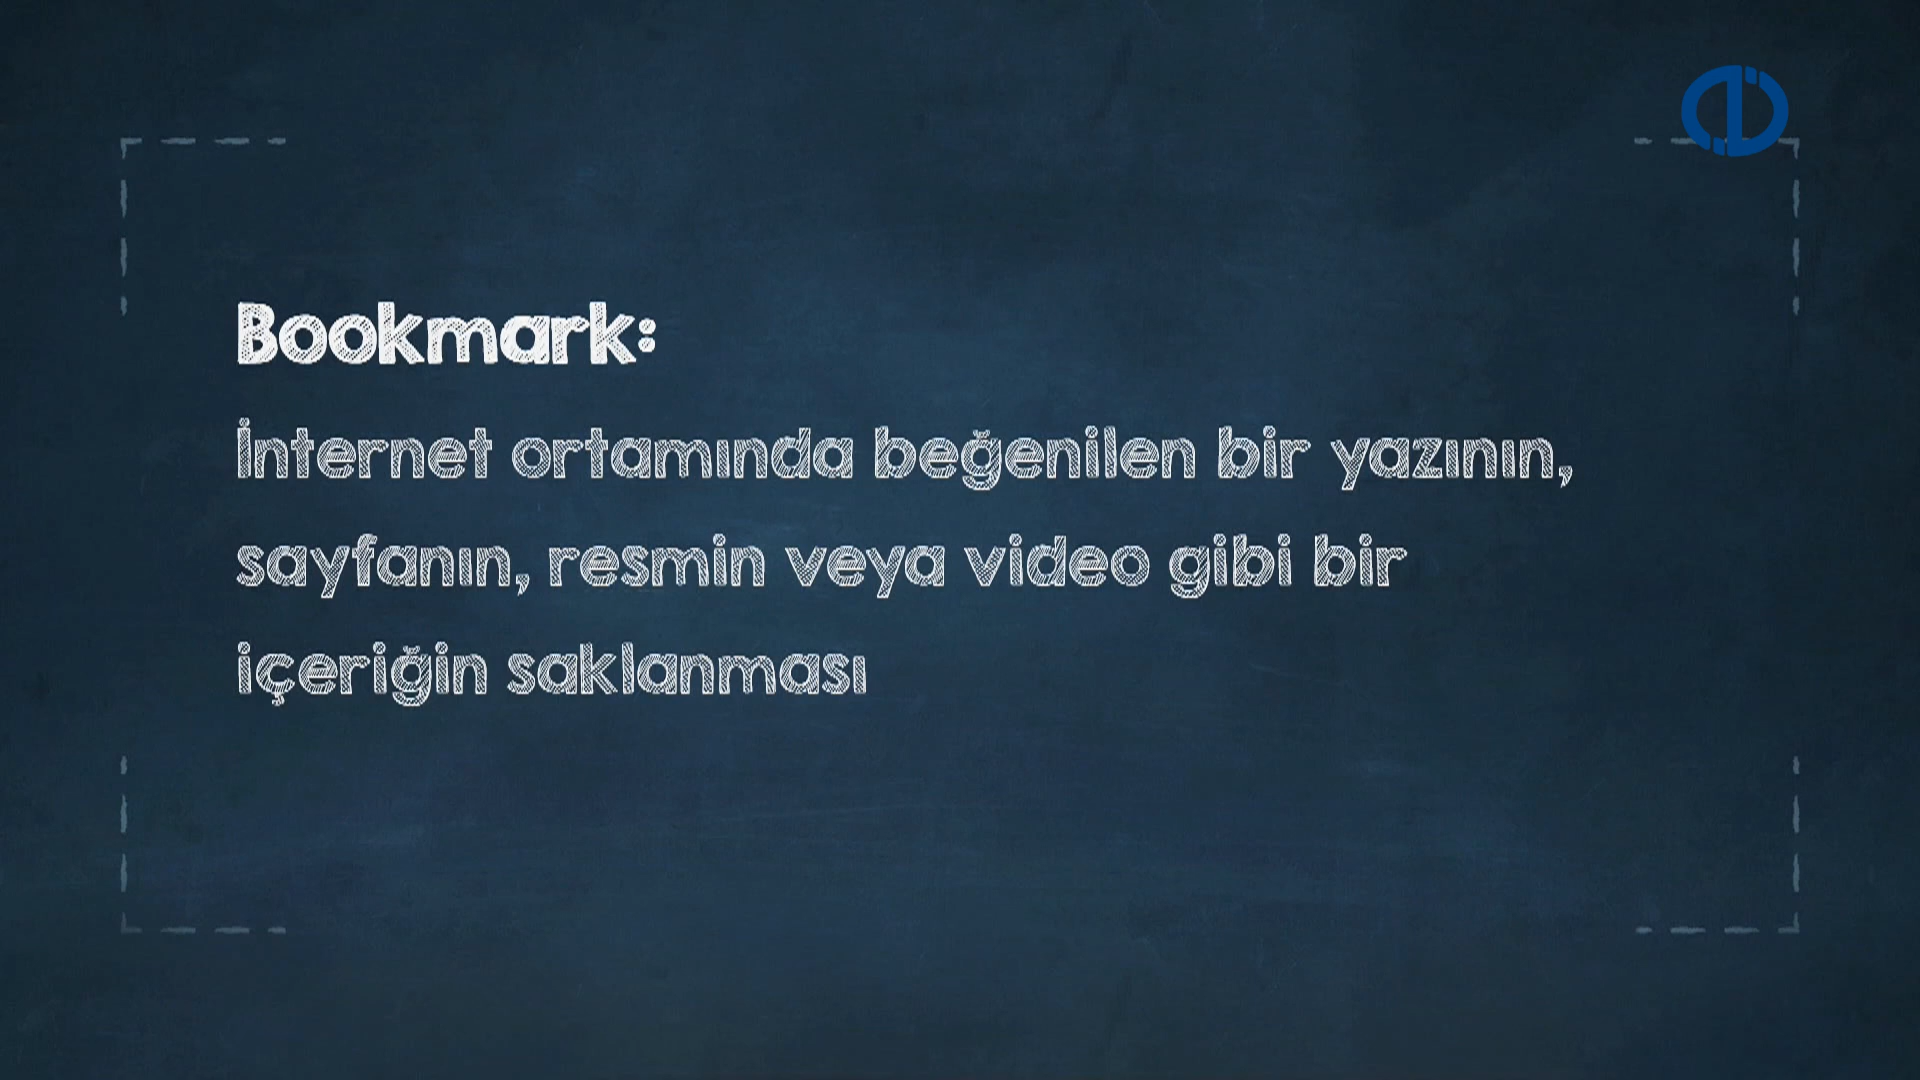 Bookmark:
İnternet ortamında beğenilen bir yazının,
sayfanın, resmin veya video gibi bir
içeriğin saklanması